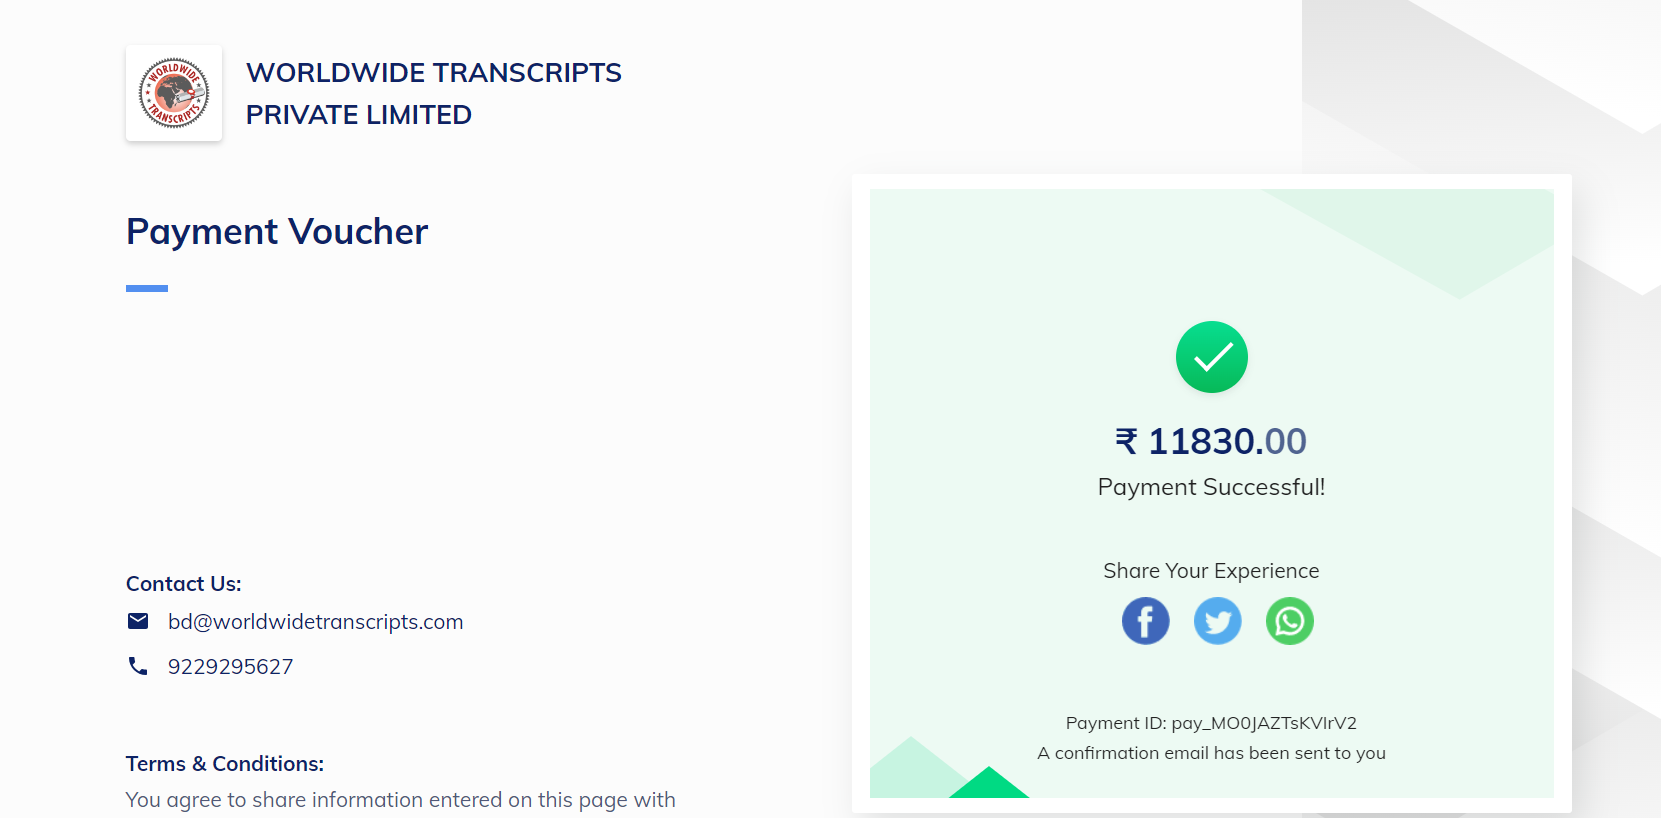 WORLDWIDE
TRANSCRIPTS
WORLDWIDE TRANSCRIPTS
PRIVATE LIMITED
Payment Voucher
Contact Us:
bd@worldwidetranscripts.com
9229295627
Terms & Conditions:
You agree to share information entered on this page with
₹ 11830.00
Payment Successful!
Share Your Experience
Payment ID: pay_MO0JAZTsKVIrV2
A confirmation email has been sent to you